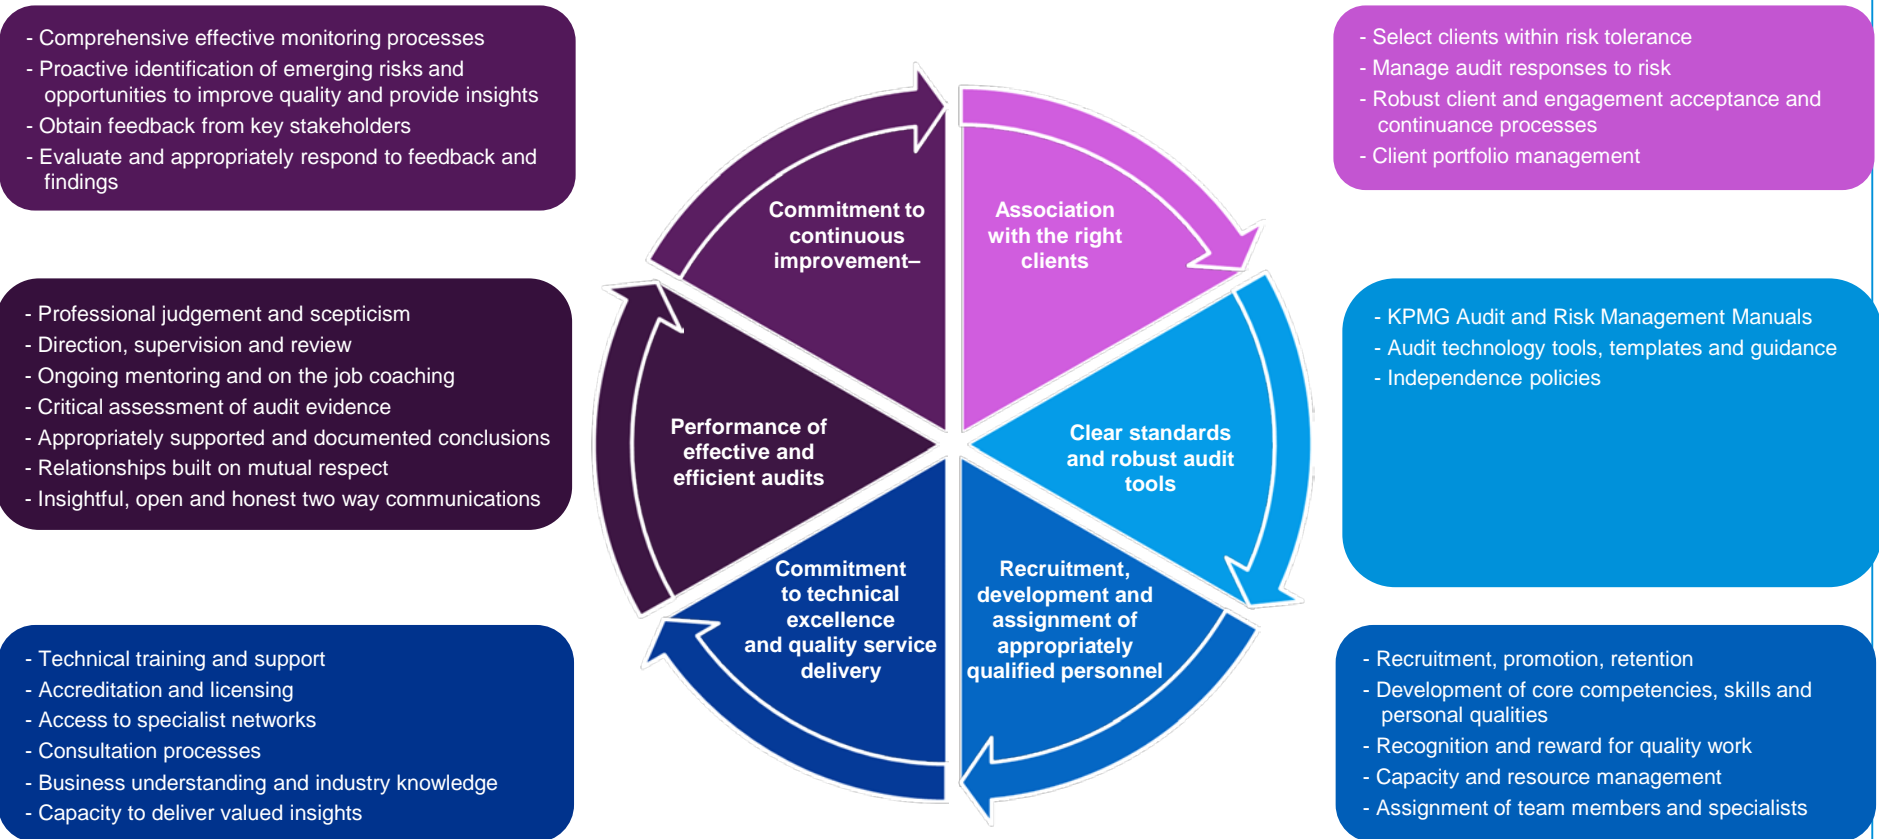 - Comprehensive effective monitoring processes
- Proactive identification of emerging risks and
opportunities to improve quality and provide insights
- Obtain feedback from key stakeholders
- Evaluate and appropriately respond to feedback and
findings
- Select clients within risk tolerance
- Manage audit responses to risk
- Robust client and engagement acceptance and
continuance processes
- Client portfolio management
Commitment to
continuous
improvement–
Association
with the right
clients
- Professional judgement and scepticism
- Direction, supervision and review
- Ongoing mentoring and on the job coaching
- Critical assessment of audit evidence
- Appropriately supported and documented conclusions
- Relationships built on mutual respect
- Insightful, open and honest two way communications
Performance of
effective and
efficient audits
Clear standards
and robust audit
tools
- KPMG Audit and Risk Management Manuals
- Audit technology tools, templates and guidance
- Independence policies
Commitment
to technical
excellence
and quality service
delivery
Recruitment,
development and
assignment of
appropriately
qualified personnel
- Technical training and support
- Accreditation and licensing
- Access to specialist networks
- Consultation processes
- Business understanding and industry knowledge
- Capacity to deliver valued insights
- Recruitment, promotion, retention
- Development of core competencies, skills and
personal qualities
- Recognition and reward for quality work
- Capacity and resource management
- Assignment of team members and specialists